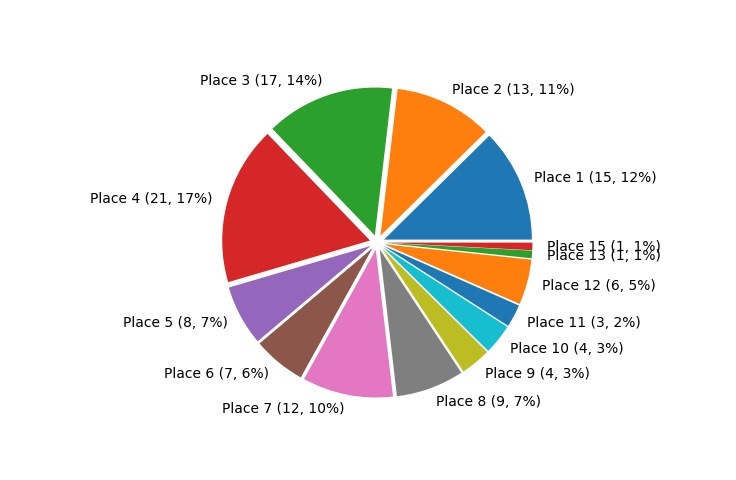 Place 3 (17, 14%)
Place 2 (13, 11%)
Place 1 (15, 12%)
Place 4 (21, 17%)
Place 15 (1, 1%)
Place 13 (1, 1%)
Place 12 (6, 5%)
Place 5 (8, 7%)
Place 11 (3, 2%)
Place 10 (4, 3%)
Place 6 (7, 6%)
Place 9 (4, 3%)
Place 8 (9, 7%)
Place 7 (12, 10%)